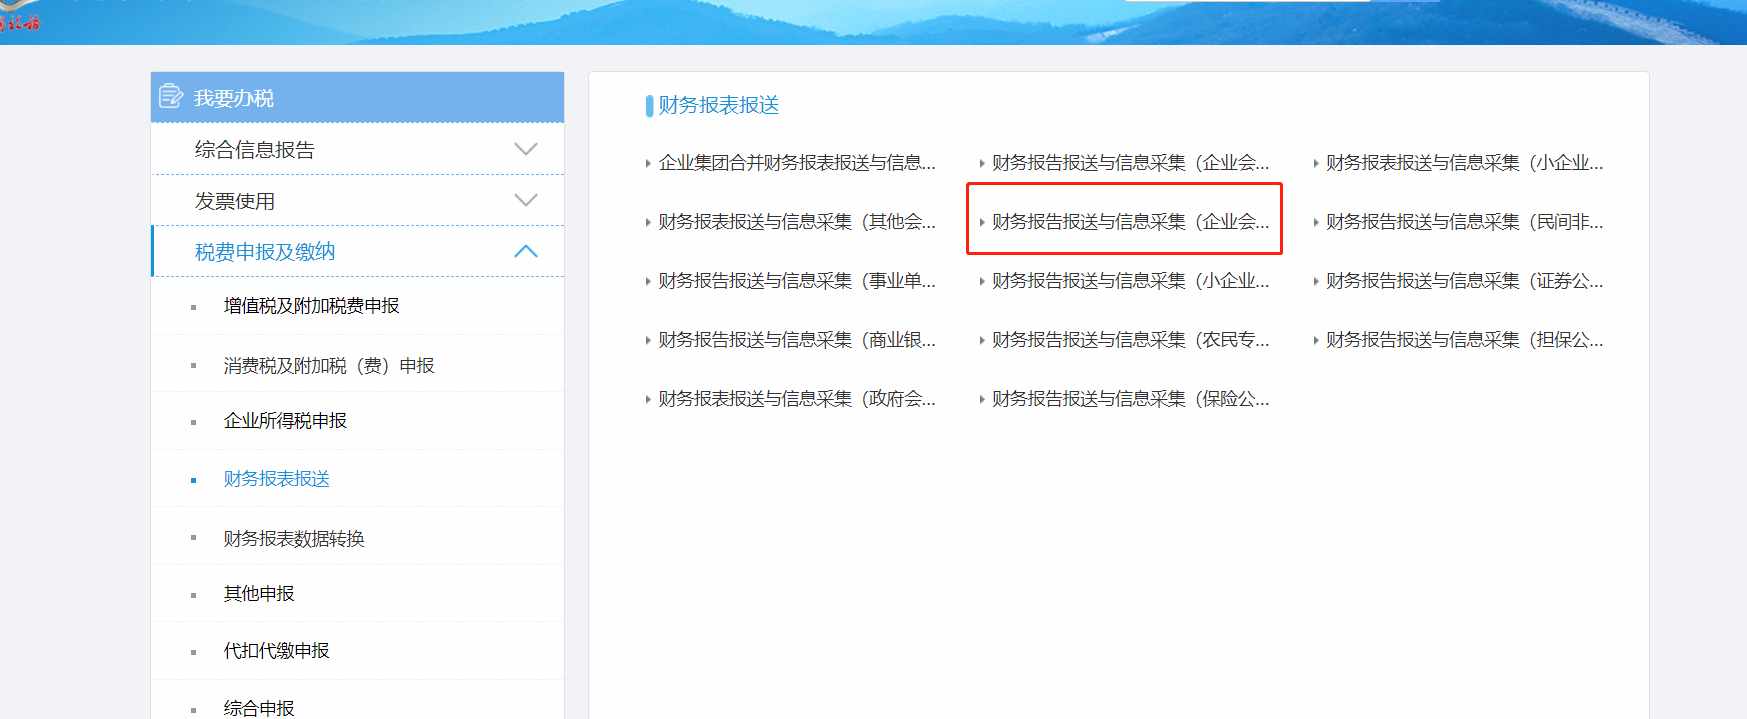 我要办税
综合信息报告
发票使用
税费申报及缴纳
增值税及附加税费申报
消费税及附加税（费）申报
企业所得税申报
财务报表报送
财务报表数据转换
其他申报
代扣代缴申报
综合申报
财务报表报送
企业集团合并财务报表报送与信息...
财务报告报送与信息采集（企业会...
财务报表报送与信息采集（小企业...
财务报表报送与信息采集（其他会...
财务报告报送与信息采集（企业会...
财务报告报送与信息采集（民间非...
财务报告报送与信息采集（事业单...
财务报告报送与信息采集（小企业...
财务报告报送与信息采集（证券公...
财务报告报送与信息采集（商业银...
财务报告报送与信息采集（农民专...
财务报告报送与信息采集（担保公...
财务报表报送与信息采集（政府会...
财务报告报送与信息采集（保险公...